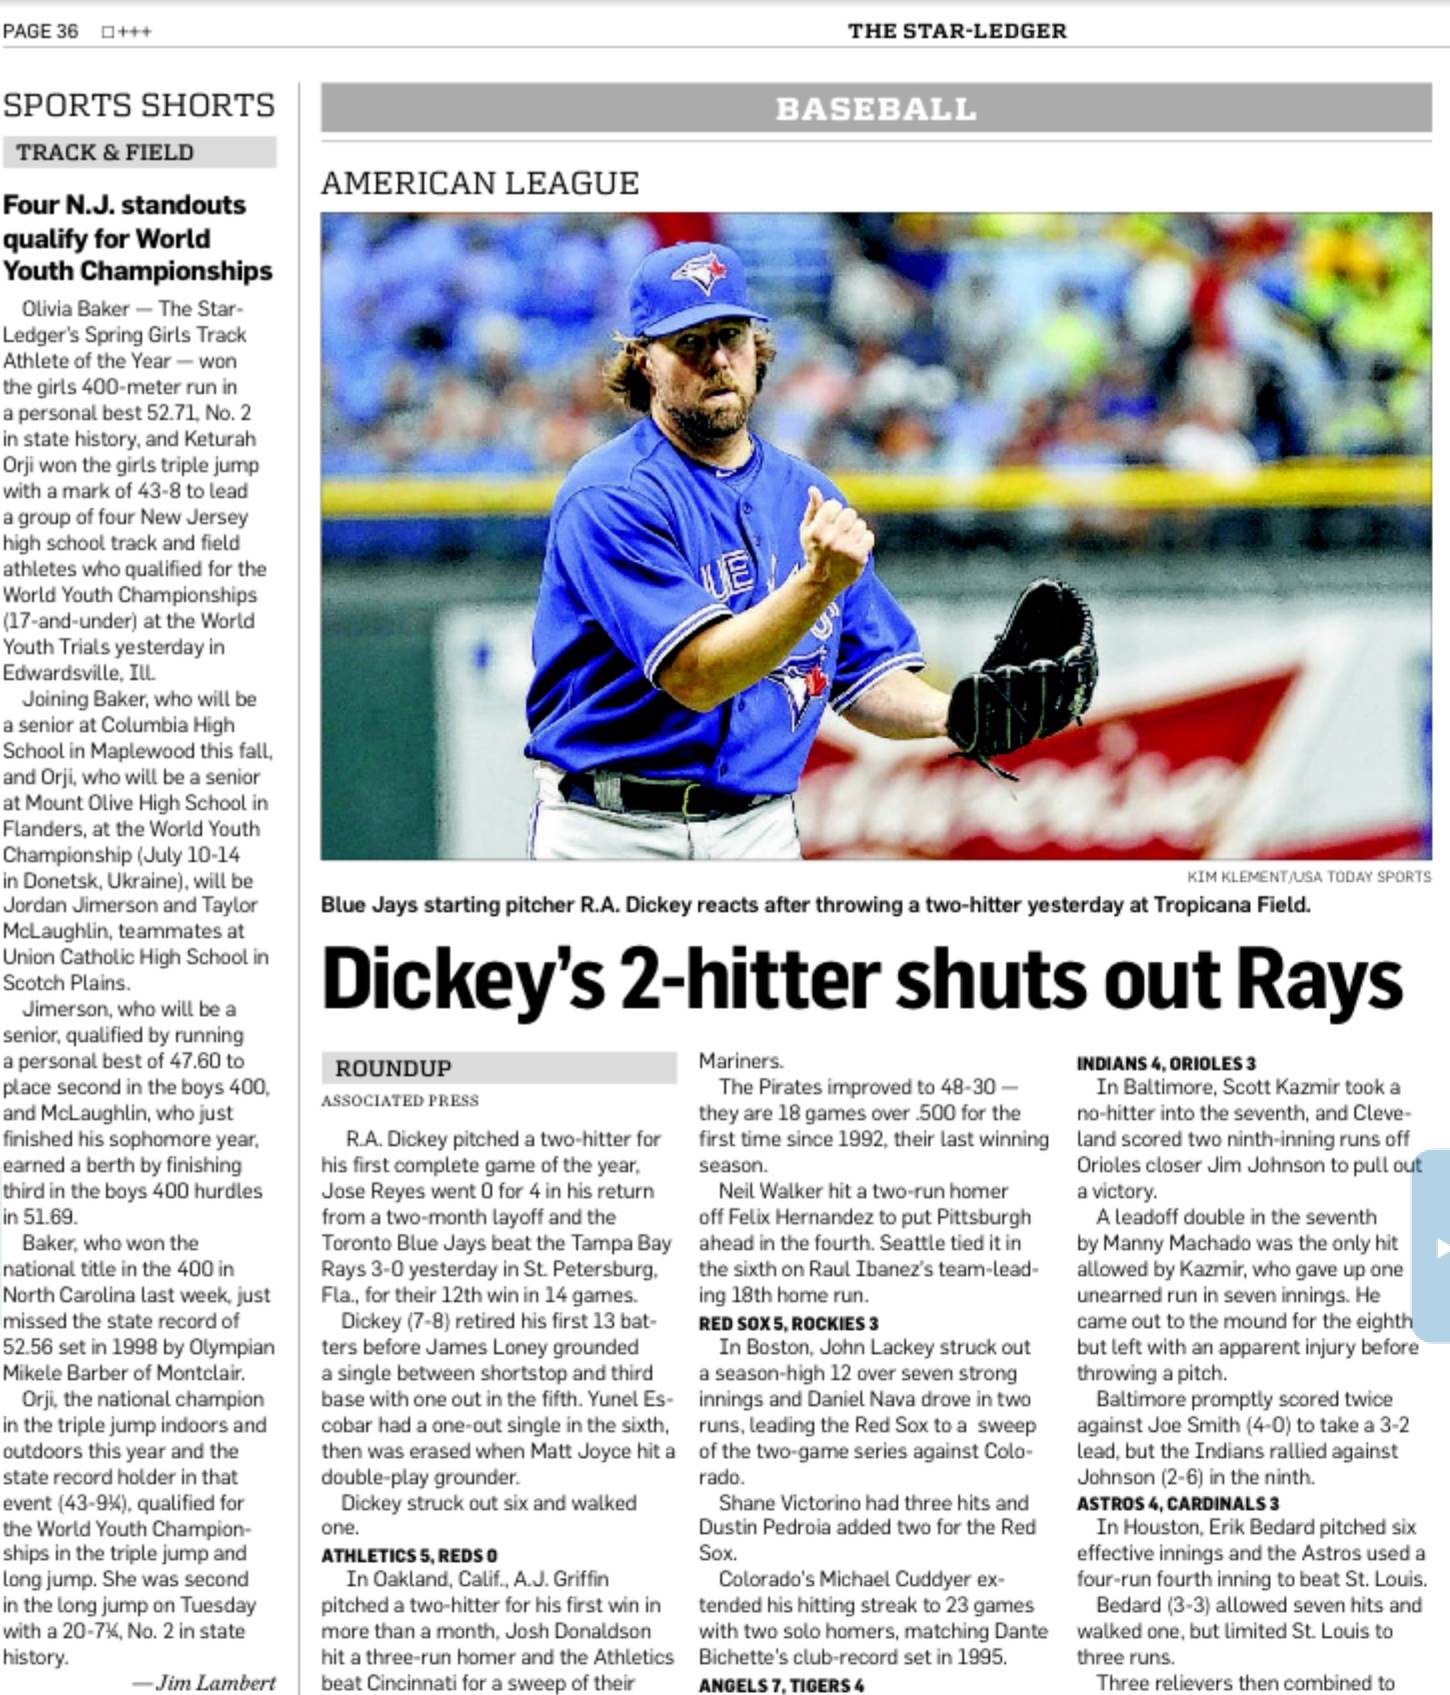 PAGE 36 □+++
THE STAR-LEDGER
SPORTS SHORTS
TRACK & FIELD
Four N.J. standouts
qualify for World
Youth Championships
Olivia Baker — The Star-
Ledger's Spring Girls Track
Athlete of the Year — won
the girls 400-meter run in
a personal best 52.71, No. 2
in state history, and Keturah
Orji won the girls triple jump
with a mark of 43-8 to lead
a group of four New Jersey
high school track and field
athletes who qualified for the
World Youth Championships
(17-and-under) at the World
Youth Trials yesterday in
Edwardsville, Ill.
Joining Baker, who will be
a senior at Columbia High
School in Maplewood this fall,
and Orji, who will be a senior
at Mount Olive High School in
Flanders, at the World Youth
Championship (July 10-14
in Donetsk, Ukraine), will be
Jordan Jimerson and Taylor
McLaughlin, teammates at
Union Catholic High School in
Scotch Plains.
Jimerson, who will be a
senior, qualified by running
a personal best of 47.60 to
place second in the boys 400,
and McLaughlin, who just
finished his sophomore year,
earned a berth by finishing
third in the boys 400 hurdles
in 51.69.
Baker, who won the
national title in the 400 in
North Carolina last week, just
missed the state record of
52.56 set in 1998 by Olympian
Mikele Barber of Montclair.
Orji, the national champion
in the triple jump indoors and
outdoors this year and the
state record holder in that
event (43-9¼), qualified for
the World Youth Champion-
ships in the triple jump and
long jump. She was second
in the long jump on Tuesday
with a 20-7¼, No. 2 in state
history.
— Jim Lambert
BASEBALL
AMERICAN LEAGUE
KIM KLEMENT/USA TODAY SPORTS
Blue Jays starting pitcher R.A. Dickey reacts after throwing a two-hitter yesterday at Tropicana Field.
Dickey's 2-hitter shuts out Rays
ROUNDUP
ASSOCIATED PRESS
R.A. Dickey pitched a two-hitter for
his first complete game of the year,
Jose Reyes went 0 for 4 in his return
from a two-month layoff and the
Toronto Blue Jays beat the Tampa Bay
Rays 3-0 yesterday in St. Petersburg,
Fla., for their 12th win in 14 games.
Dickey (7-8) retired his first 13 bat-
ters before James Loney grounded
a single between shortstop and third
base with one out in the fifth. Yunel Es-
cobar had a one-out single in the sixth,
then was erased when Matt Joyce hit a
double-play grounder.
Dickey struck out six and walked
one.
ATHLETICS 5, REDS 0
In Oakland, Calif., A.J. Griffin
pitched a two-hitter for his first win in
more than a month, Josh Donaldson
hit a three-run homer and the Athletics
beat Cincinnati for a sweep of their
Mariners.
The Pirates improved to 48-30 —
they are 18 games over .500 for the
first time since 1992, their last winning
season.
Neil Walker hit a two-run homer
off Felix Hernandez to put Pittsburgh
ahead in the fourth. Seattle tied it in
the sixth on Raul Ibanez's team-lead-
ing 18th home run.
RED SOX 5, ROCKIES 3
In Boston, John Lackey struck out
a season-high 12 over seven strong
innings and Daniel Nava drove in two
runs, leading the Red Sox to a sweep
of the two-game series against Colo-
rado.
Shane Victorino had three hits and
Dustin Pedroia added two for the Red
Sox.
Colorado's Michael Cuddyer ex-
tended his hitting streak to 23 games
with two solo homers, matching Dante
Bichette's club-record set in 1995.
ANGELS 7, TIGERS 4
INDIANS 4, ORIOLES 3
In Baltimore, Scott Kazmir took a
no-hitter into the seventh, and Cleve-
land scored two ninth-inning runs off
Orioles closer Jim Johnson to pull out
a victory.
A leadoff double in the seventh
by Manny Machado was the only hit
allowed by Kazmir, who gave up one
unearned run in seven innings. He
came out to the mound for the eighth
but left with an apparent injury before
throwing a pitch.
Baltimore promptly scored twice
against Joe Smith (4-0) to take a 3-2
lead, but the Indians rallied against
Johnson (2-6) in the ninth.
ASTROS 4, CARDINALS 3
In Houston, Erik Bedard pitched six
effective innings and the Astros used a
four-run fourth inning to beat St. Louis.
Bedard (3-3) allowed seven hits and
walked one, but limited St. Louis to
three runs.
Three relievers then combined to